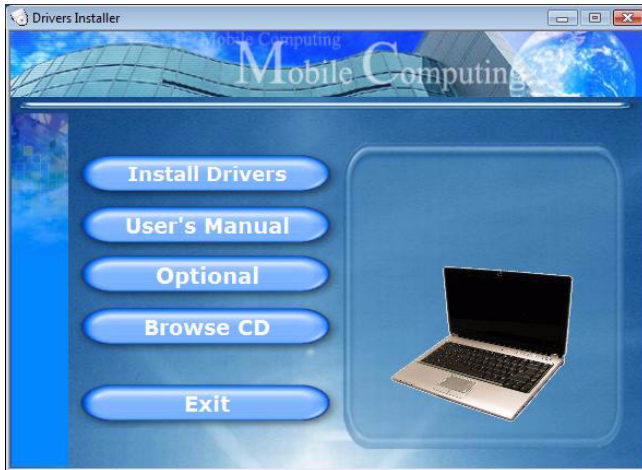 Drivers Installer
Mobile Computing
Mobile Computing
Install Drivers
User's Manual
Optional
Browse CD
Exit